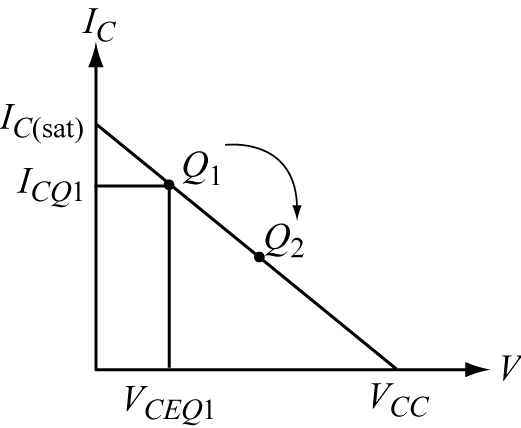 I_C
I_C(sat)
Q_1
I_CQ1
Q_2
V
V_CEQ1
V_CC